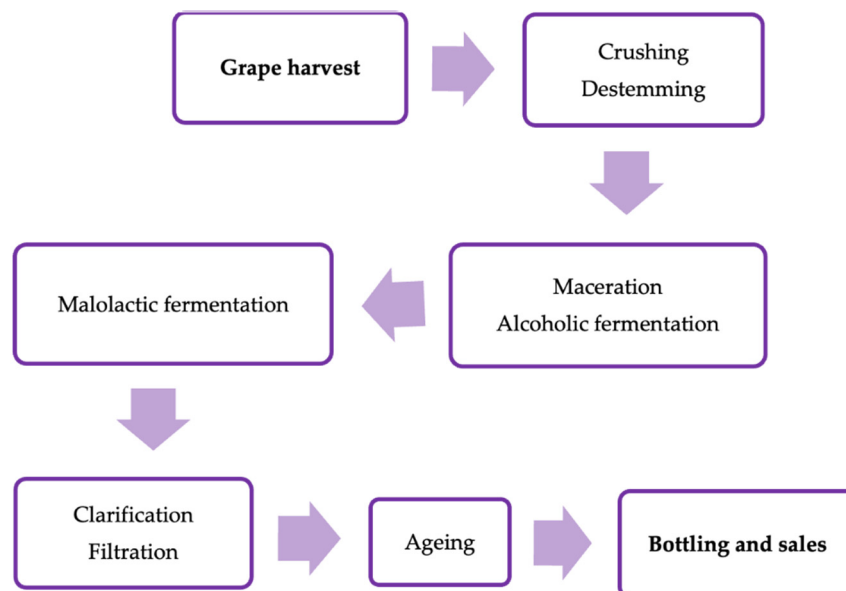 Grape harvest
Crushing
Destemming
Maceration
Alcoholic fermentation
Malolactic fermentation
Clarification
Filtration
Ageing
Bottling and sales